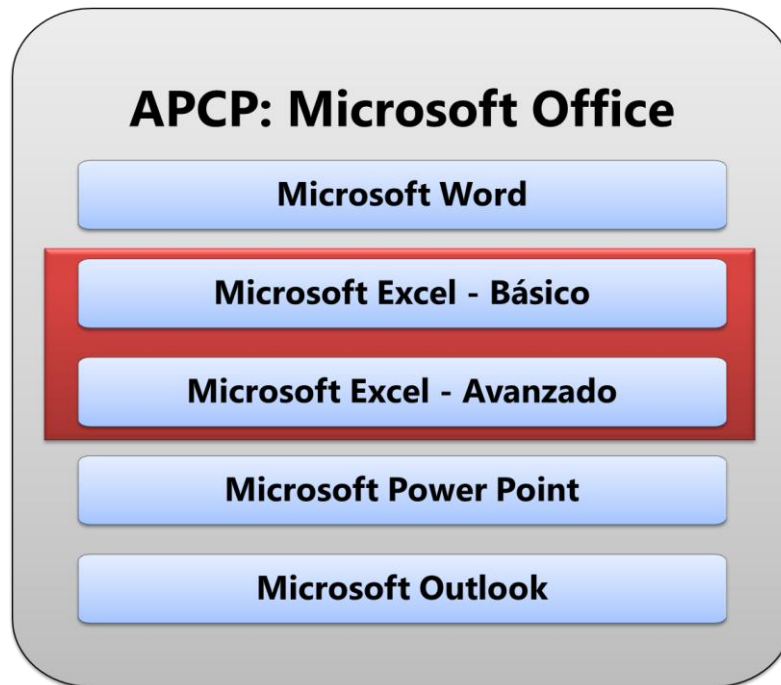 APCP: Microsoft Office
Microsoft Word
Microsoft Excel - Básico
Microsoft Excel - Avanzado
Microsoft Power Point
Microsoft Outlook